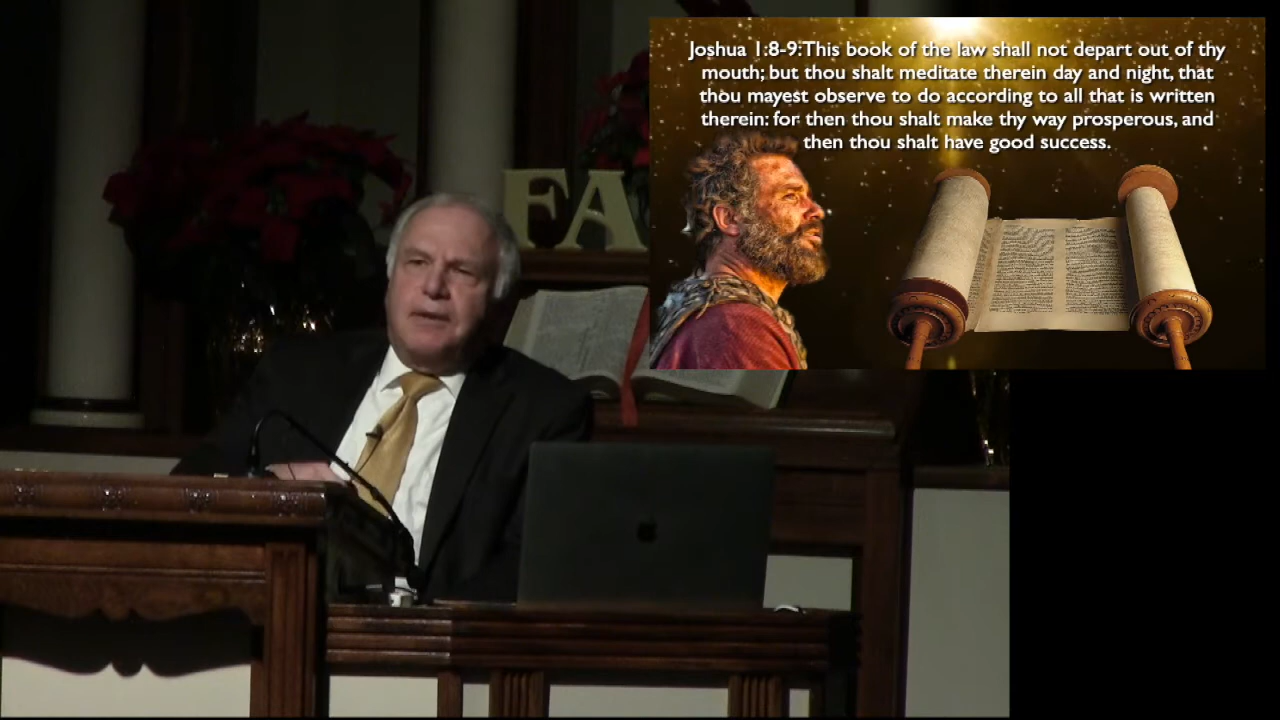 Joshua 1:8-9:This book of the law shall not depart out of thy
mouth; but thou shalt meditate therein day and night, that
thou mayest observe to do according to all that is written
therein: for then thou shalt make thy way prosperous, and
then thou shalt have good success.
FA